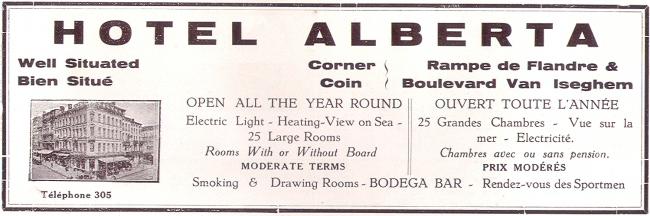 HOTEL ALBERTA
Well Situated
Bien Situé
Corner
Coin
Rampe de Flandre &
Boulevard Van Iseghem
OPEN ALL THE YEAR ROUND
Electric Light - Heating-View on Sea -
25 Large Rooms
Rooms With or Without Board
MODERATE TERMS
OUVERT TOUTE L'ANNÉE
25 Grandes Chambres - Vue sur la
mer - Electricité.
Chambres avec ou sans pension.
PRIX MODÉRÉS
Téléphone 305
Smoking & Drawing Rooms - BODEGA BAR - Rendez-vous des Sportmen